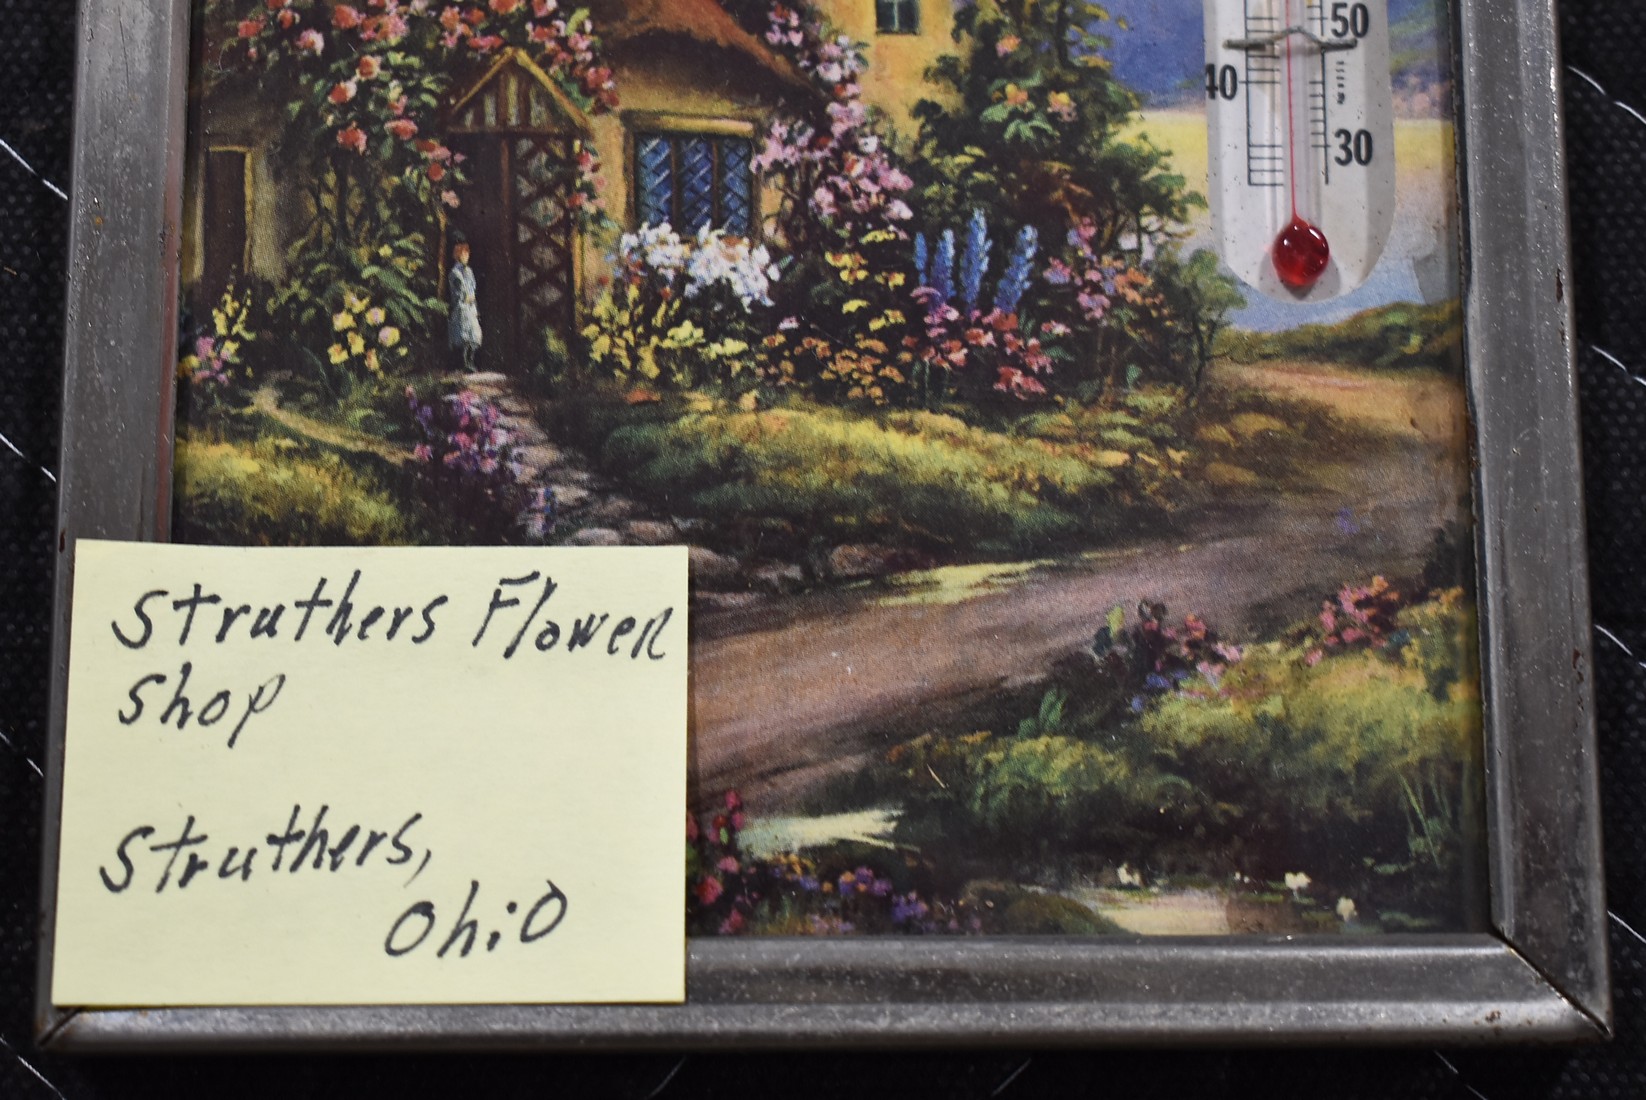 50
40
30
Struthers Flower
Shop
Struthers,
Ohio